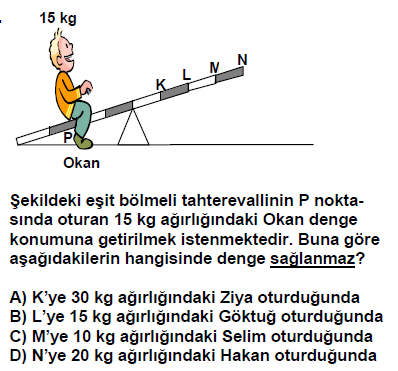 15 kg
K L M N
P
Okan
Şekildeki eşit bölmeli tahterevallinin P nokta-
sında oturan 15 kg ağırlığındaki Okan denge
konumuna getirilmek istenmektedir. Buna göre
aşağıdakilerin hangisinde denge sağlanmaz?
A) K'ye 30 kg ağırlığındaki Ziya oturduğunda
B) L'ye 15 kg ağırlığındaki Göktuğ oturduğunda
C) M'ye 10 kg ağırlığındaki Selim oturduğunda
D) N'ye 20 kg ağırlığındaki Hakan oturduğunda